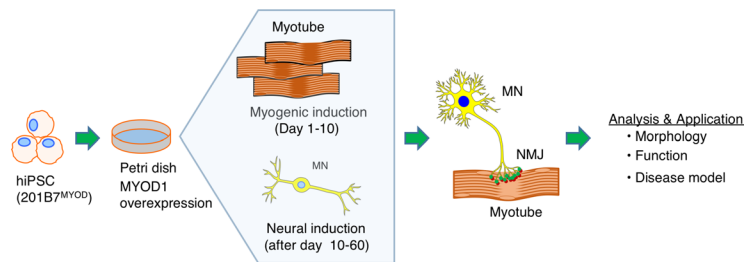 hiPSC
(201B7MYOD)
Petri dish
MYOD1
overexpression
Myotube
Myogenic induction
(Day 1-10)
MN
Neural induction
(after day 10-60)
MN
NMJ
Myotube
Analysis & Application
• Morphology
• Function
• Disease model